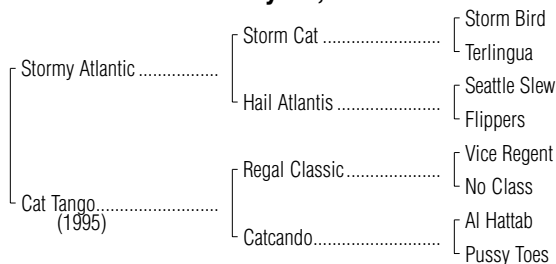 Storm Bird
Storm Cat ........................
Terlingua
Stormy Atlantic ..................
Seattle Slew
Hail Atlantis .....................
Flippers
Vice Regent
Regal Classic......................
No Class
Cat Tango...........................
(1995)
Al Hattab
Catcando............................
Pussy Toes